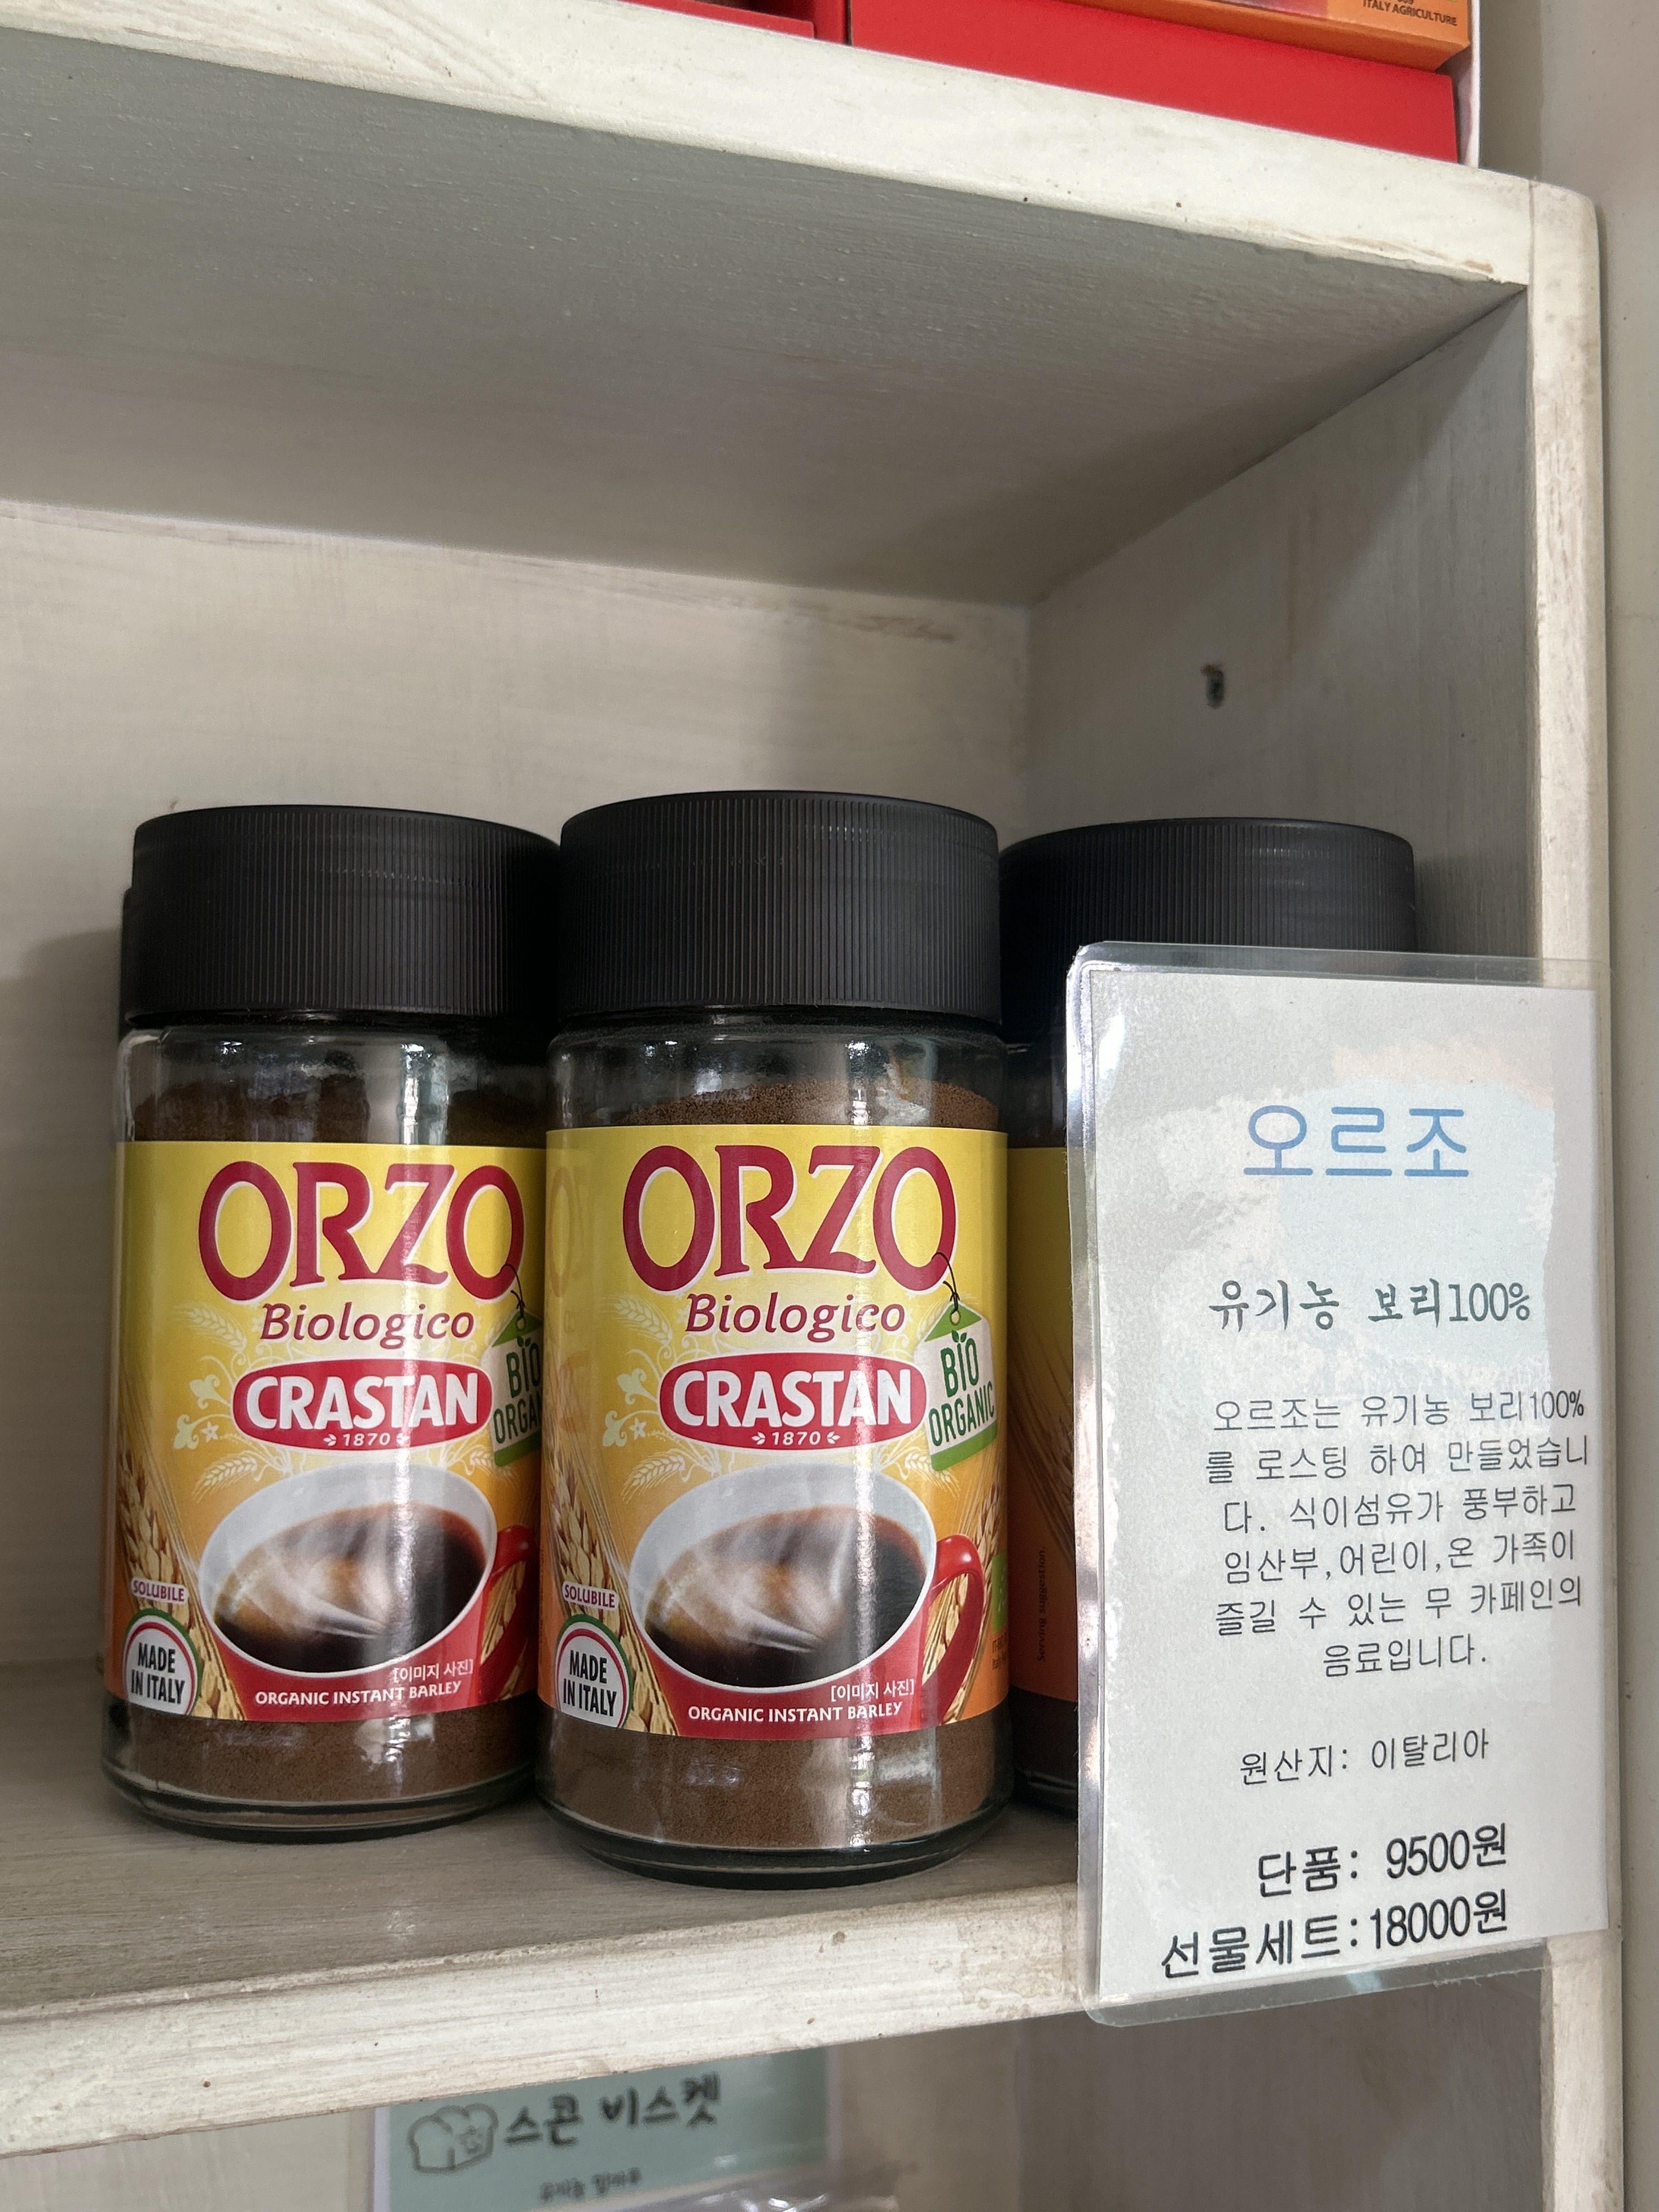 ITALY AGRICULTURE
ORZO
Biologico
CRASTAN
1870
BIO
ORGANIC
SOLUBILE
MADE
IN ITALY
[이미지 사진]
ORGANIC INSTANT BARLEY
ORZO
Biologico
CRASTAN
1870
BIO
ORGANIC
SOLUBILE
MADE
IN ITALY
[이미지 사진]
ORGANIC INSTANT BARLEY
Serving suggestion.
오르조
유기농 보리100%
오르조는 유기농 보리100%
를 로스팅 하여 만들었습니
다. 식이섬유가 풍부하고
임산부,어린이,온 가족이
즐길 수 있는 무 카페인의
음료입니다.
원산지: 이탈리아
단품: 9500원
선물세트:18000원
스콘 비스켓